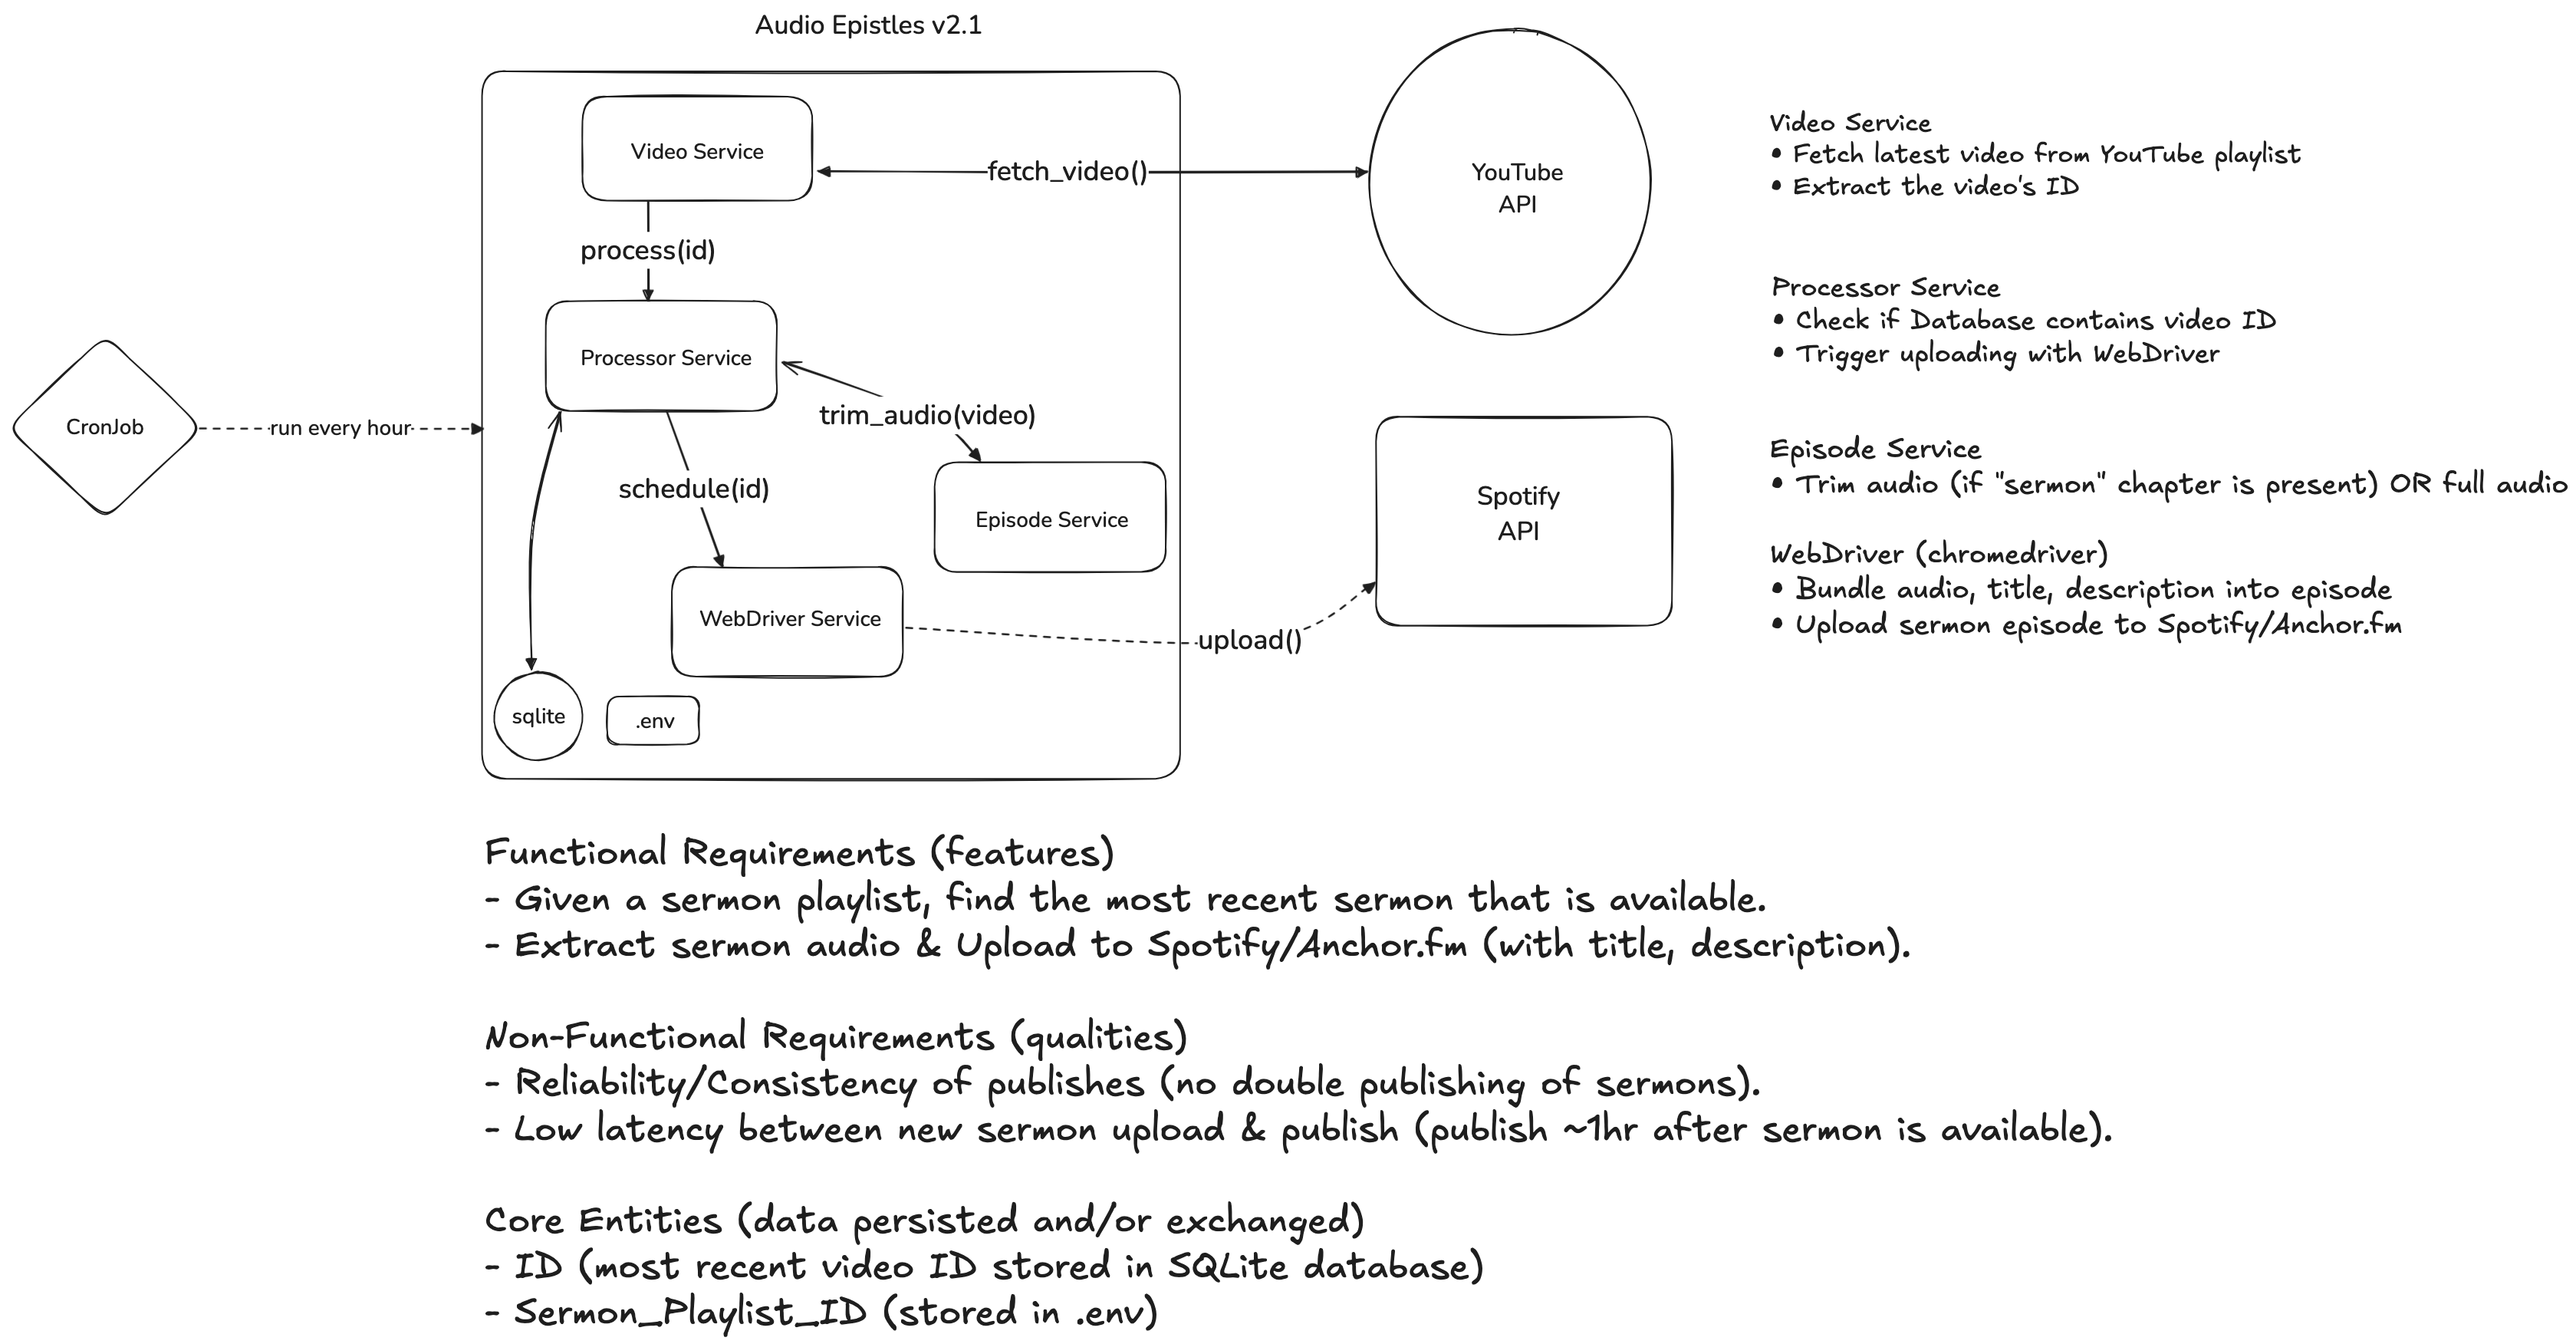 Audio Epistles v2.1
Video Service
fetch_video()
YouTube
API
process(id)
Processor Service
CronJob
run every hour
trim_audio(video)
schedule(id)
Episode Service
Spotify
API
WebDriver Service
upload()
sqlite
.env
Video Service
• Fetch latest video from YouTube playlist
• Extract the video's ID
Processor Service
• Check if Database contains video ID
• Trigger uploading with WebDriver
Episode Service
• Trim audio (if "sermon" chapter is present) OR full audio
WebDriver (chromedriver)
• Bundle audio, title, description into episode
• Upload sermon episode to Spotify/Anchor.fm
Functional Requirements (features)
- Given a sermon playlist, find the most recent sermon that is available.
- Extract sermon audio & Upload to Spotify/Anchor.fm (with title, description).
Non-Functional Requirements (qualities)
- Reliability/Consistency of publishes (no double publishing of sermons).
- Low latency between new sermon upload & publish (publish ~1hr after sermon is available).
Core Entities (data persisted and/or exchanged)
- ID (most recent video ID stored in SQLite database)
- Sermon_Playlist_ID (stored in .env)